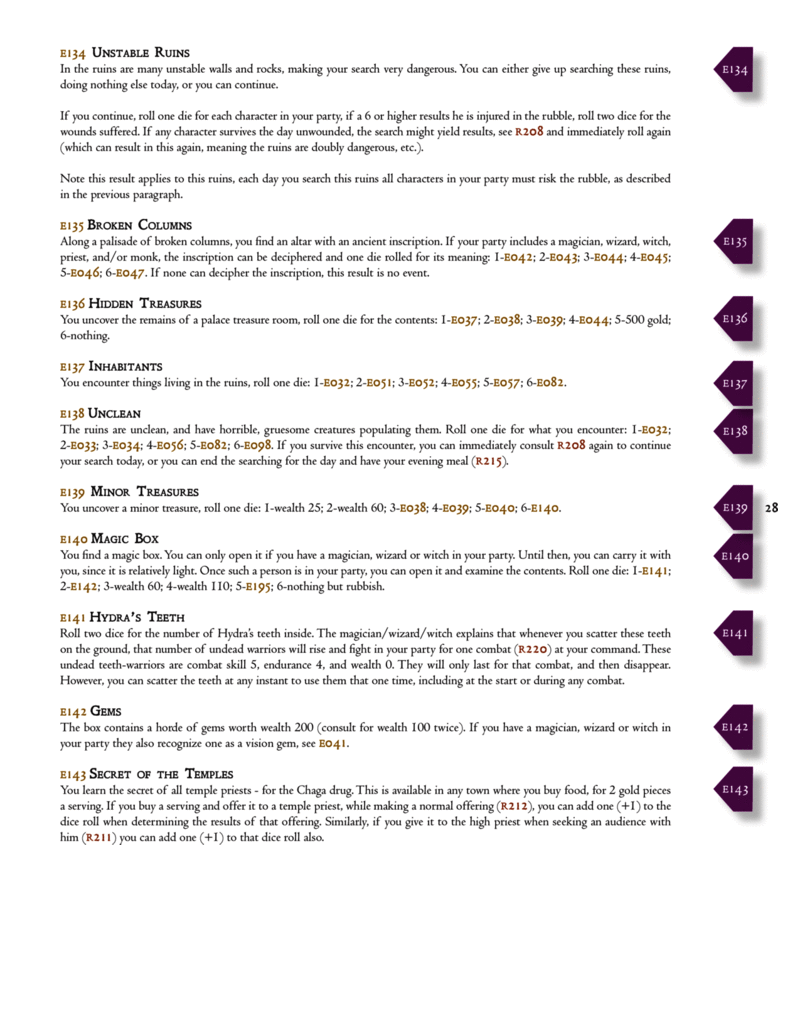 E134 Unstable Ruins
In the ruins are many unstable walls and rocks, making your search very dangerous. You can either give up searching these ruins,
doing nothing else today, or you can continue.
If you continue, roll one die for each character in your party, if a 6 or higher results he is injured in the rubble, roll two dice for the
wounds suffered. If any character survives the day unwounded, the search might yield results, see R208 and immediately roll again
(which can result in this again, meaning the ruins are doubly dangerous, etc.).
Note this result applies to this ruins, each day you search this ruins all characters in your party must risk the rubble, as described
in the previous paragraph.
E134
E135 Broken Columns
Along a palisade of broken columns, you find an altar with an ancient inscription. If your party includes a magician, wizard, witch,
priest, and/or monk, the inscription can be deciphered and one die rolled for its meaning: 1-E042; 2-E043; 3-E044; 4-E045;
5-E046; 6-E047. If none can decipher the inscription, this result is no event.
E135
E136 Hidden Treasures
You uncover the remains of a palace treasure room, roll one die for the contents: 1-E037; 2-E038; 3-E039; 4-E044; 5-500 gold;
6-nothing.
E136
E137 Inhabitants
You encounter things living in the ruins, roll one die: 1-E032; 2-E051; 3-E052; 4-E055; 5-E057; 6-E082.
E137
E138 Unclean
The ruins are unclean, and have horrible, gruesome creatures populating them. Roll one die for what you encounter: 1-E032;
2-E033; 3-E034; 4-E056; 5-E082; 6-E098. If you survive this encounter, you can immediately consult R208 again to continue
your search today, or you can end the searching for the day and have your evening meal (R215).
E138
E139 Minor Treasures
You uncover a minor treasure, roll one die: 1-wealth 25; 2-wealth 60; 3-E038; 4-E039; 5-E040; 6-E140.
E139
28
E140 Magic Box
You find a magic box. You can only open it if you have a magician, wizard or witch in your party. Until then, you can carry it with
you, since it is relatively light. Once such a person is in your party, you can open it and examine the contents. Roll one die: 1-E141;
2-E142; 3-wealth 60; 4-wealth 110; 5-E195; 6-nothing but rubbish.
E140
E141 Hydra's Teeth
Roll two dice for the number of Hydra's teeth inside. The magician/wizard/witch explains that whenever you scatter these teeth
on the ground, that number of undead warriors will rise and fight in your party for one combat (R220) at your command. These
undead teeth-warriors are combat skill 5, endurance 4, and wealth 0. They will only last for that combat, and then disappear.
However, you can scatter the teeth at any instant to use them that one time, including at the start or during any combat.
E141
E142 Gems
The box contains a horde of gems worth wealth 200 (consult for wealth 100 twice). If you have a magician, wizard or witch in
your party they also recognize one as a vision gem, see E041.
E142
E143 Secret of the Temples
You learn the secret of all temple priests - for the Chaga drug. This is available in any town where you buy food, for 2 gold pieces
a serving. If you buy a serving and offer it to a temple priest, while making a normal offering (R212), you can add one (+1) to the
dice roll when determining the results of that offering. Similarly, if you give it to the high priest when seeking an audience with
him (R211) you can add one (+1) to that dice roll also.
E143